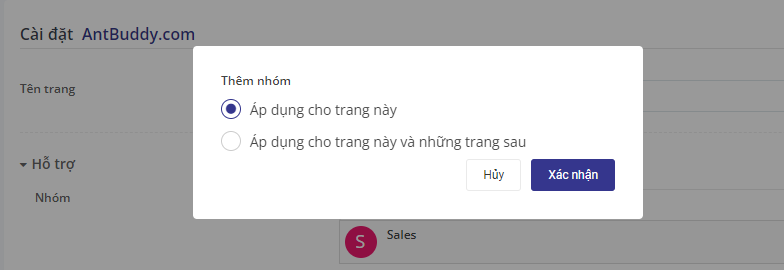 Cài đặt AntBuddy.com
Thêm nhóm
Tên trang
Áp dụng cho trang này
Áp dụng cho trang này và những trang sau
Hỗ trợ
Hủy Xác nhận
Nhóm
S Sales